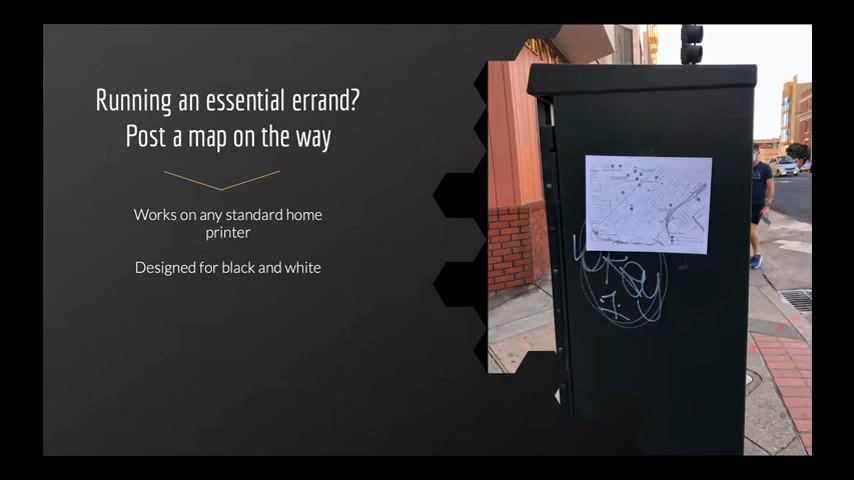 Running an essential errand?
Post a map on the way
Works on any standard home
printer
Designed for black and white